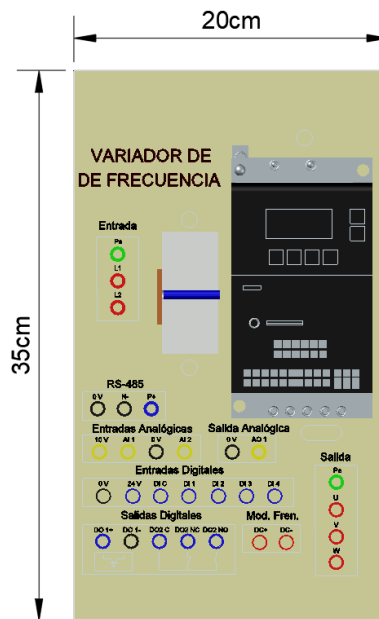 20cm
35cm
VARIADOR DE
DE FRECUENCIA
Entrada
Pe
L1
L2
RS-485
0 V N- P+
Entradas Analógicas
10 V AI 1 0 V AI 2
Salida Analógica
0 V AO 1
Entradas Digitales
0 V 24 V DI C DI 1 DI 2 DI 3 DI 4
Salidas Digitales
DO 1+ DO 1- DO2 C DO2 NC DO2 NO
Mod. Fren.
DC+ DC-
Salida
Pe
U
V
W